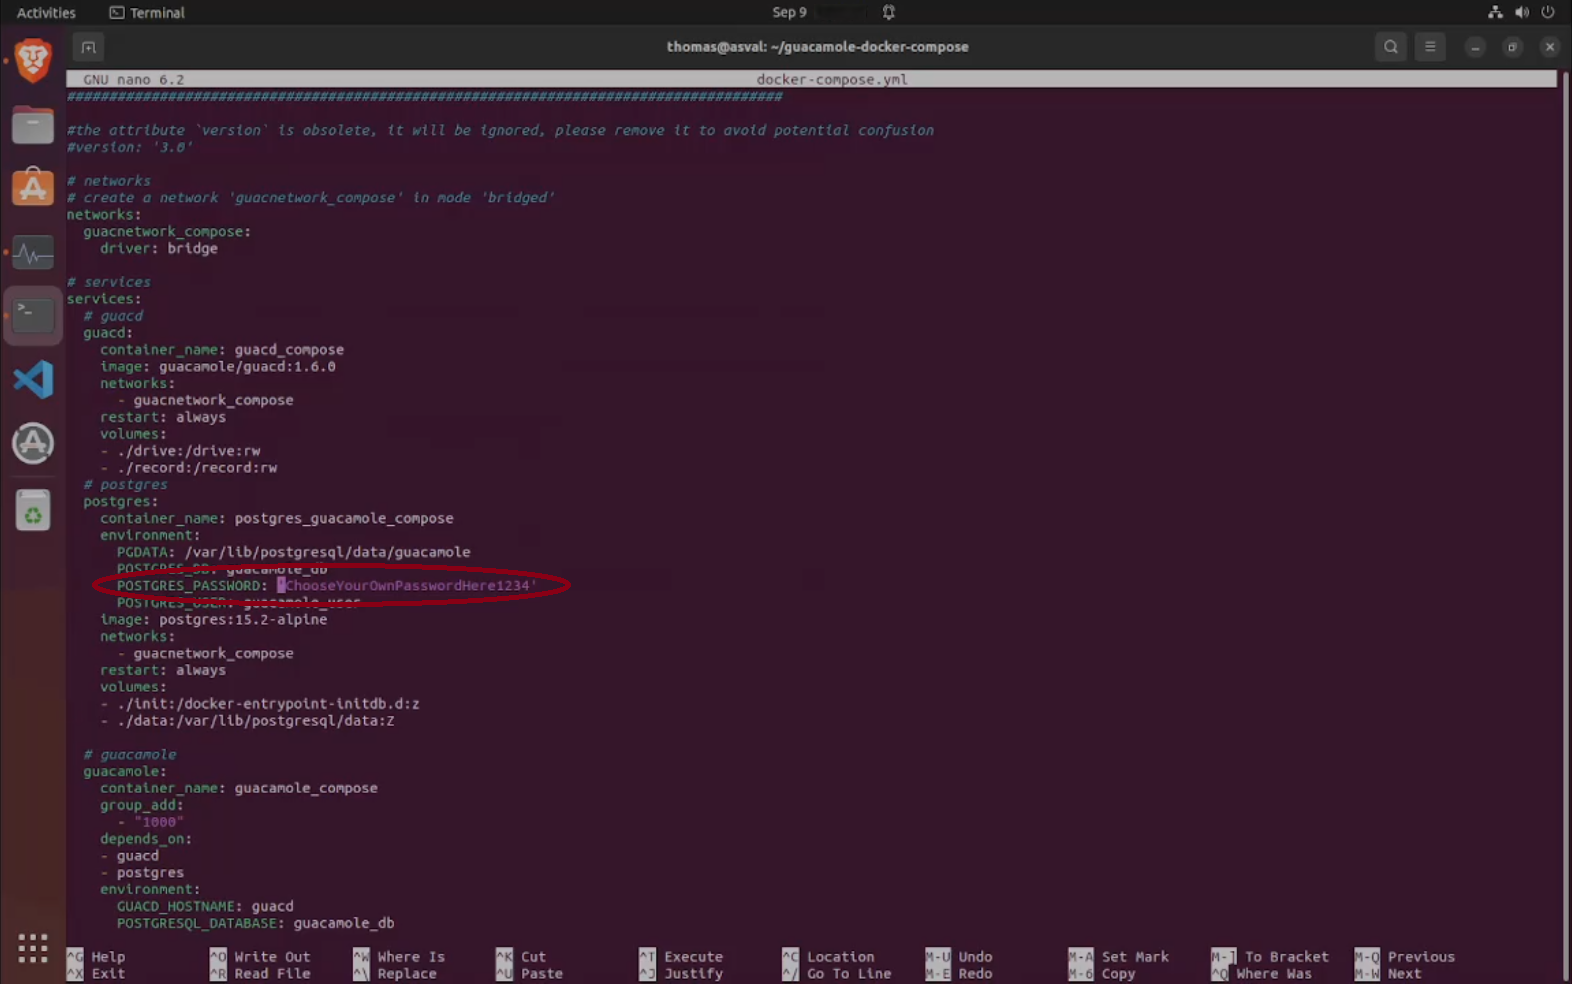 Activities Terminal Sep 9
thomas@asval: ~/guacamole-docker-compose
GNU nano 6.2 docker-compose.yml
#####################################################################################
#the attribute `version` is obsolete, it will be ignored, please remove it to avoid potential confusion
#version: '3.0'
# networks
# create a network 'guacnetwork_compose' in mode 'bridged'
networks:
  guacnetwork_compose:
    driver: bridge
# services
services:
  # guacd
  guacd:
    container_name: guacd_compose
    image: guacamole/guacd:1.6.0
    networks:
      - guacnetwork_compose
    restart: always
    volumes:
    - ./drive:/drive:rw
    - ./record:/record:rw
  # postgres
  postgres:
    container_name: postgres_guacamole_compose
    environment:
      PGDATA: /var/lib/postgresql/data/guacamole
      POSTGRES_DB: guacamole_db
      POSTGRES_PASSWORD: 'ChooseYourOwnPasswordHere1234'
      POSTGRES_USER: guacamole_user
    image: postgres:15.2-alpine
    networks:
      - guacnetwork_compose
    restart: always
    volumes:
    - ./init:/docker-entrypoint-initdb.d:z
    - ./data:/var/lib/postgresql/data:Z
  # guacamole
  guacamole:
    container_name: guacamole_compose
    group_add:
      - "1000"
    depends_on:
    - guacd
    - postgres
    environment:
      GUACD_HOSTNAME: guacd
      POSTGRESQL_DATABASE: guacamole_db
^G Help ^O Write Out ^W Where Is ^K Cut ^T Execute ^C Location M-U Undo M-A Set Mark M-] To Bracket M-Q Previous
^X Exit ^R Read File ^\ Replace ^U Paste ^J Justify ^/ Go To Line M-E Redo M-6 Copy ^Q Where Was M-W Next